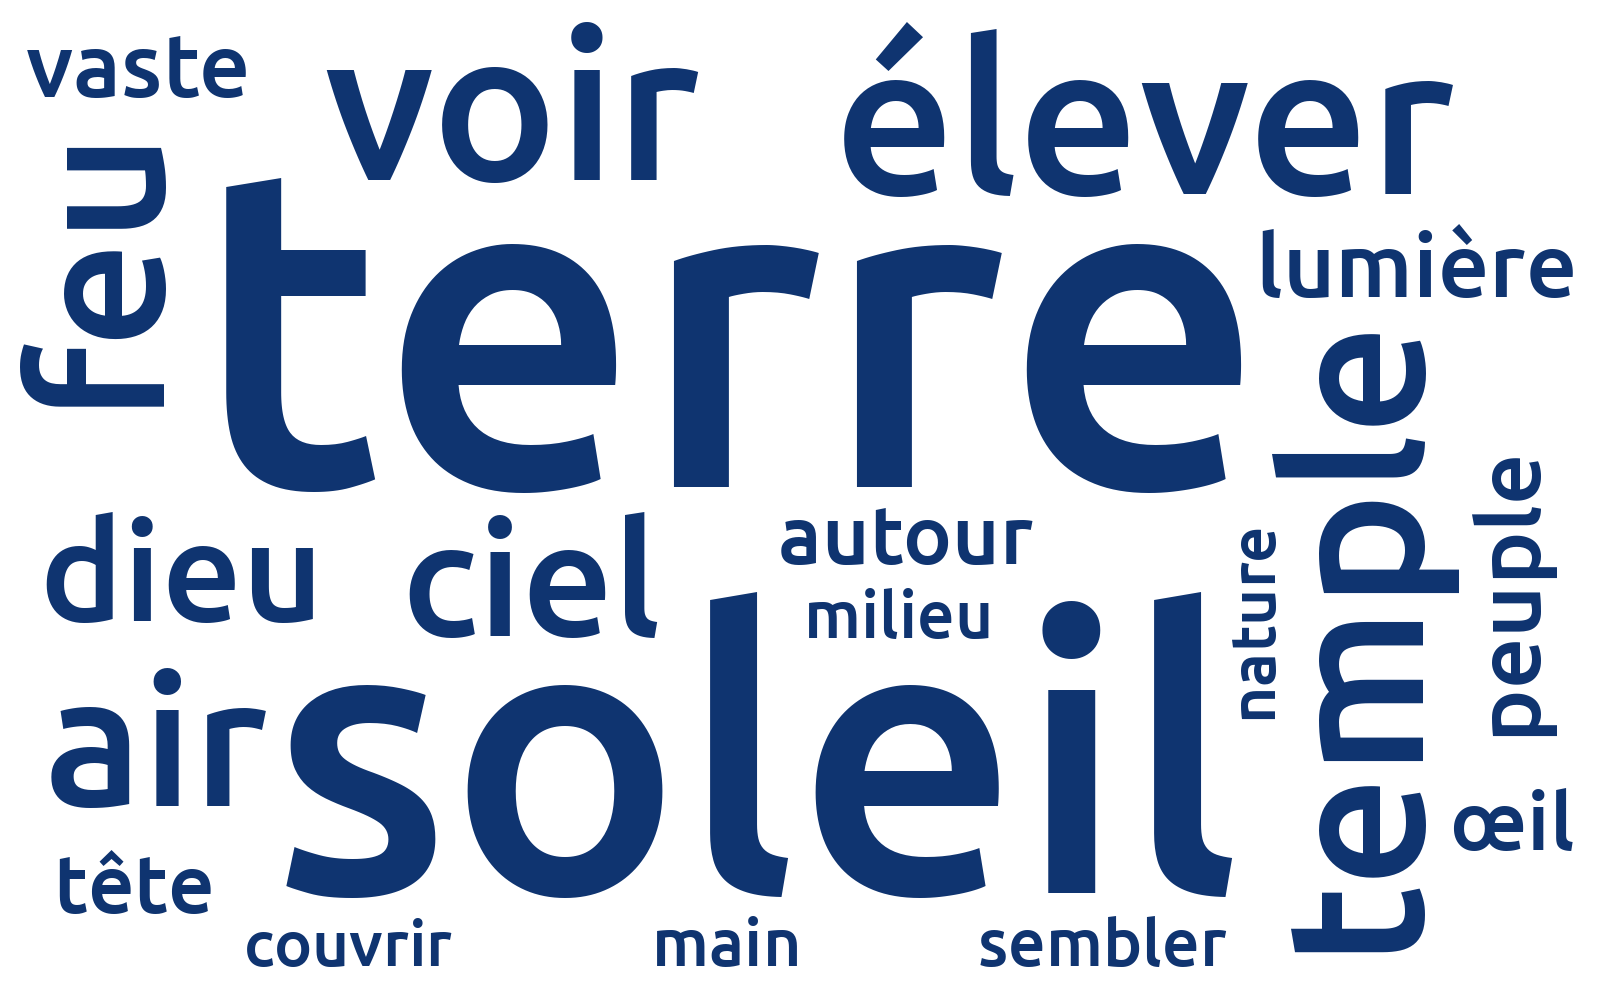 vaste
voir
élever
feu
terre
lumière
temple
dieu
ciel
autour
peuple
milieu
nature
air
soleil
œil
tête
couvrir
main
sembler